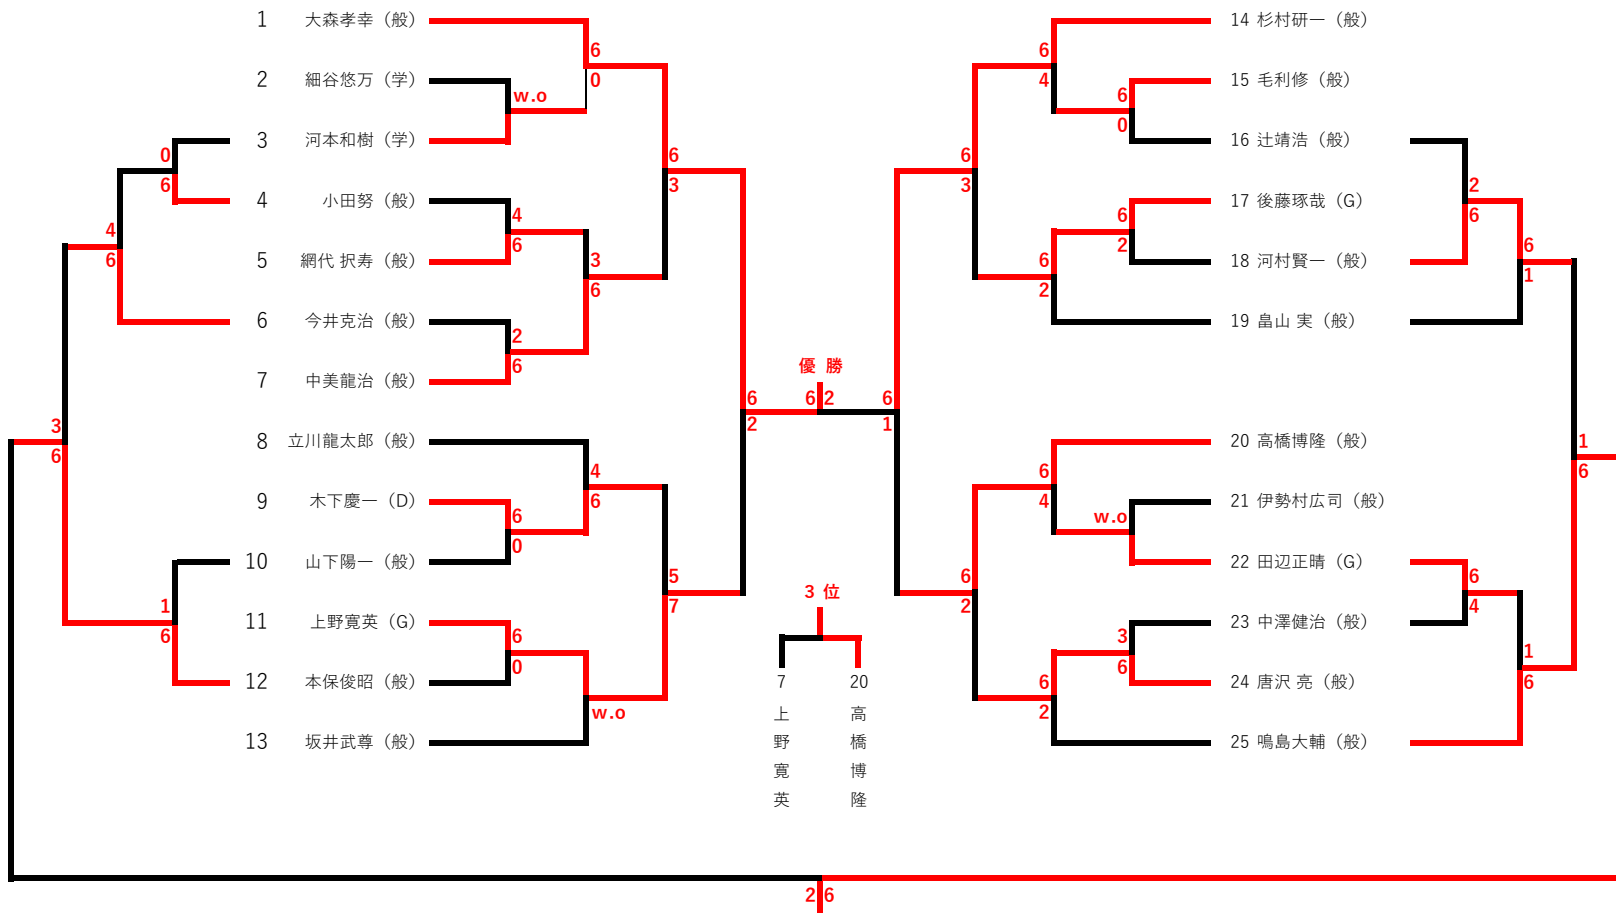 1 大森孝幸（般）
2 細谷悠万（学）
3 河本和樹（学）
4 小田努（般）
5 網代 択寿（般）
6 今井克治（般）
7 中美龍治（般）
8 立川龍太郎（般）
9 木下慶一（D）
10 山下陽一（般）
11 上野寛英（G）
12 本保俊昭（般）
13 坂井武尊（般）
0
6
4
6
3
6
1
6
6
0
w.o
4
6
3
6
2
6
6
3
4
6
6
0
5
7
6
0
w.o
6
2
優 勝
6 2
6
1
3 位
7 20
上野寛英
高橋博隆
6
4
6
0
6
3
6
2
6
2
6
4
w.o
6
2
3
6
6
2
14 杉村研一（般）
15 毛利修（般）
16 辻靖浩（般）
17 後藤琢哉（G）
18 河村賢一（般）
19 畠山 実（般）
20 高橋博隆（般）
21 伊勢村広司（般）
22 田辺正晴（G）
23 中澤健治（般）
24 唐沢 亮（般）
25 鳴島大輔（般）
2
6
6
1
1
6
6
4
1
6
2 6